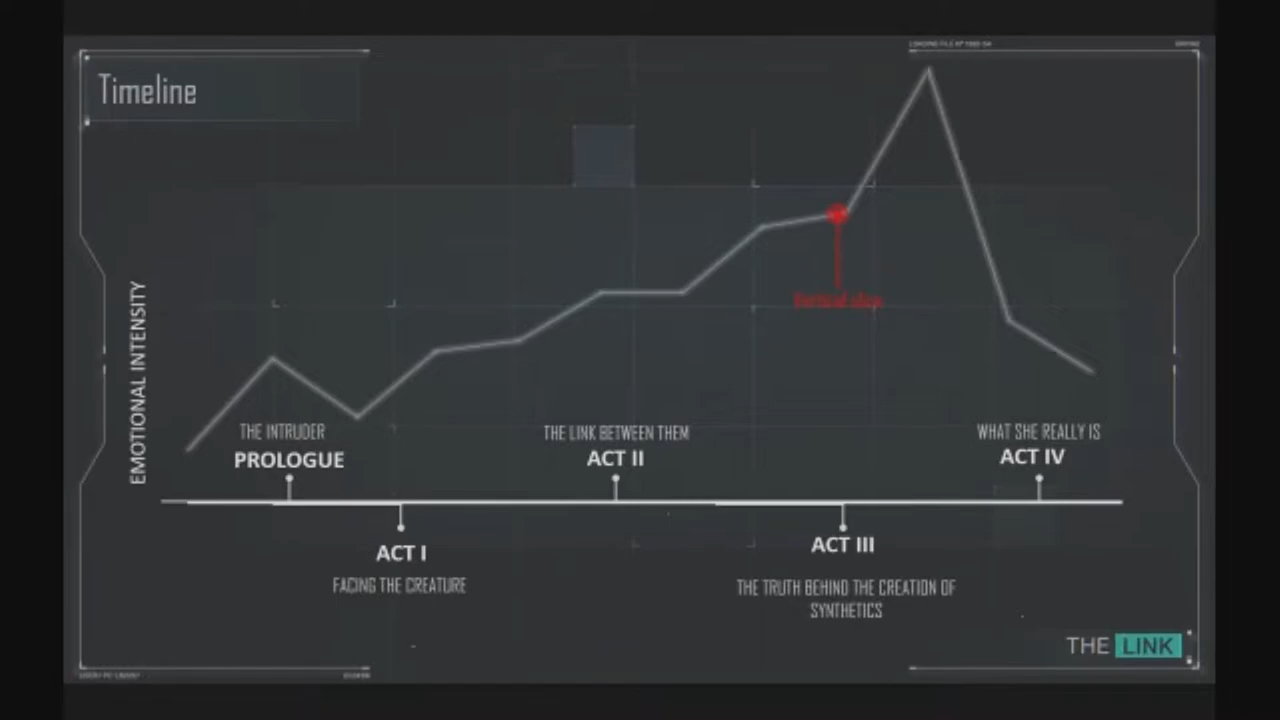 Timeline
EMOTIONAL INTENSITY
THE INTRUDER
PROLOGUE
THE LINK BETWEEN THEM
ACT II
WHAT SHE REALLY IS
ACT IV
ACT I
FACING THE CREATURE
ACT III
THE TRUTH BEHIND THE CREATION OF
SYNTHETICS
THE LINK